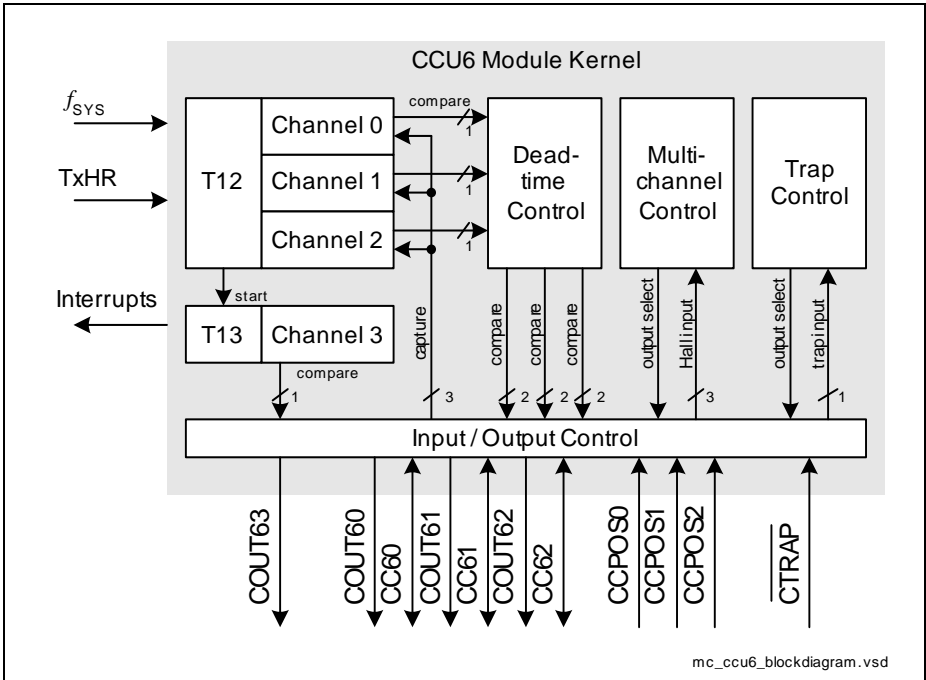 CCU6 Module Kernel
fSYS
TxHR
Interrupts
T12
Channel 0
Channel 1
Channel 2
compare
1
1
1
Dead-
time
Control
Multi-
channel
Control
Trap
Control
start
T13
Channel 3
compare
1
capture
3
compare
2
compare
2
compare
2
output select
Hall input
3
output select
trap input
1
Input / Output Control
COUT63
COUT60
CC60
COUT61
CC61
COUT62
CC62
CCPOS0
CCPOS1
CCPOS2
CTRAP
mc_ccu6_blockdiagram.vsd